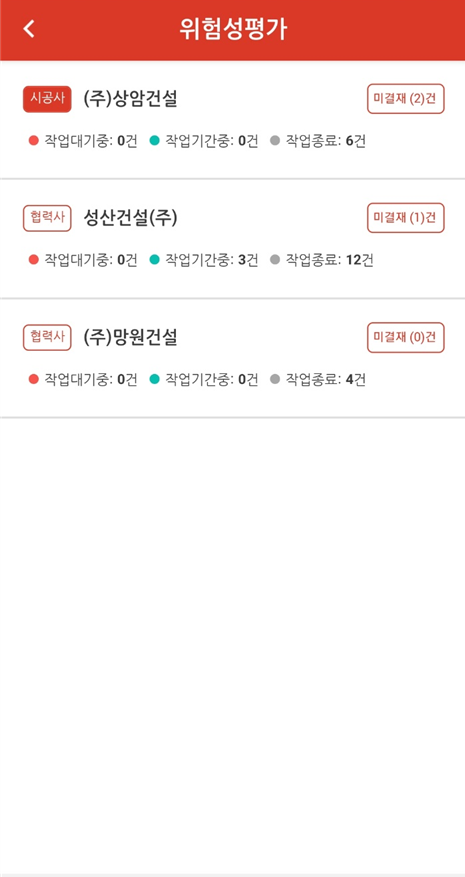 위험성평가
시공사 (주)상암건설 미결재 (2)건
작업대기중: 0건 작업기간중: 0건 작업종료: 6건
협력사 성산건설(주) 미결재 (1)건
작업대기중: 0건 작업기간중: 3건 작업종료: 12건
협력사 (주)망원건설 미결재 (0)건
작업대기중: 0건 작업기간중: 0건 작업종료: 4건